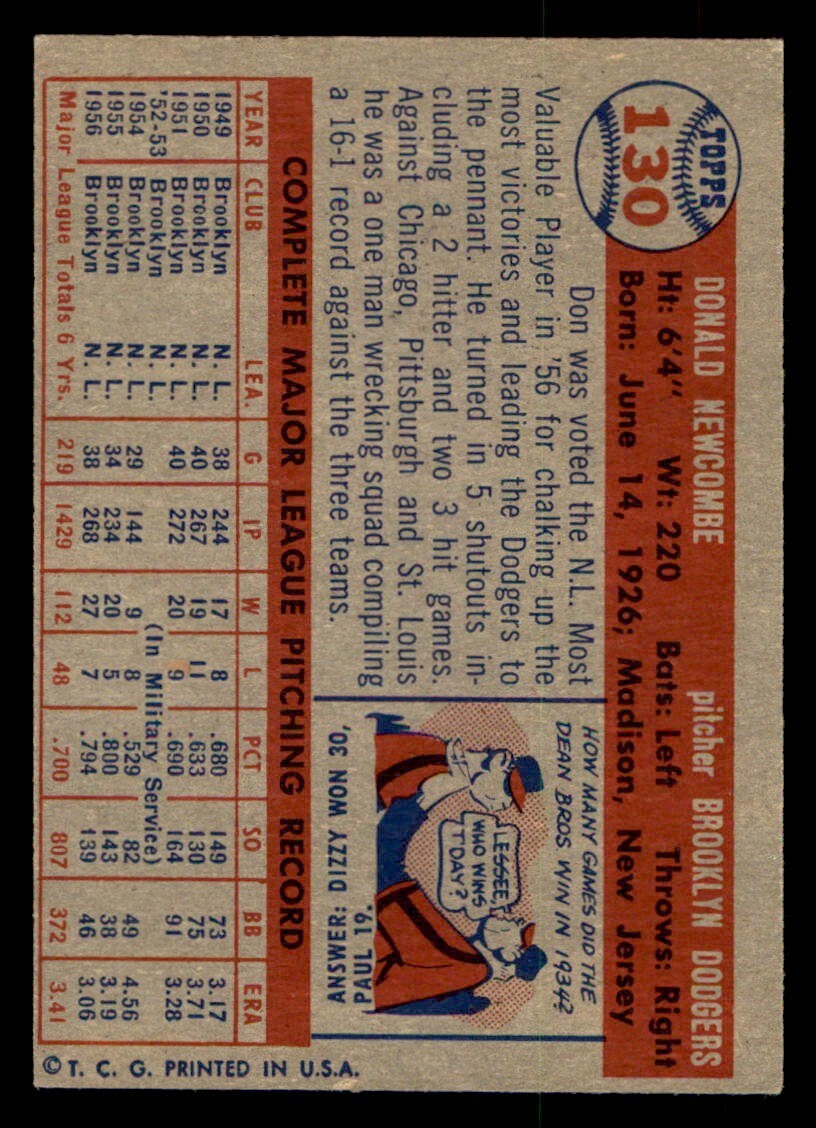 TOPPS
130
DONALD NEWCOMBE pitcher BROOKLYN DODGERS
Ht: 6'4" Wt: 220 Bats: Left Throws: Right
Born: June 14, 1926; Madison, New Jersey
Don was voted the N.L. Most
Valuable Player in '56 for chalking up the
most victories and leading the Dodgers to
the pennant. He turned in 5 shutouts in-
cluding a 2 hitter and two 3 hit games.
Against Chicago, Pittsburgh and St. Louis
he was a one man wrecking squad compiling
a 16-1 record against the three teams.
HOW MANY GAMES DID THE
DEAN BROS. WIN IN 1934?
LESSEE,
WHO WINS
T'DAY?
ANSWER: DIZZY WON 30,
PAUL 19.
COMPLETE MAJOR LEAGUE PITCHING RECORD
YEAR CLUB LEA. G IP W L PCT SO BB ERA
1949 Brooklyn N. L. 38 244 17 8 .680 149 73 3.17
1950 Brooklyn N. L. 40 267 19 11 .633 130 75 3.71
1951 Brooklyn N. L. 40 272 20 9 .690 164 91 3.28
'52-53 Brooklyn N. L. (In Military Service)
1954 Brooklyn N. L. 29 144 9 8 .529 82 49 4.56
1955 Brooklyn N. L. 34 234 20 5 .800 143 38 3.19
1956 Brooklyn N. L. 38 268 27 7 .794 139 46 3.06
Major League Totals 6 Yrs. 219 1429 112 48 .700 807 372 3.41
© T. C. G. PRINTED IN U.S.A.